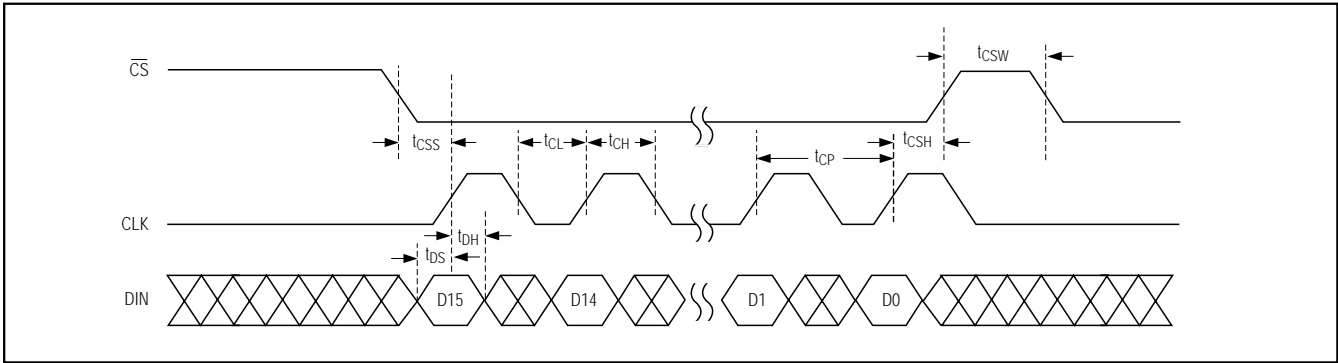 CS
tCSW
tCSS
tCL
tCH
tCP
tCSH
CLK
tDH
tDS
DIN
D15
D14
D1
D0